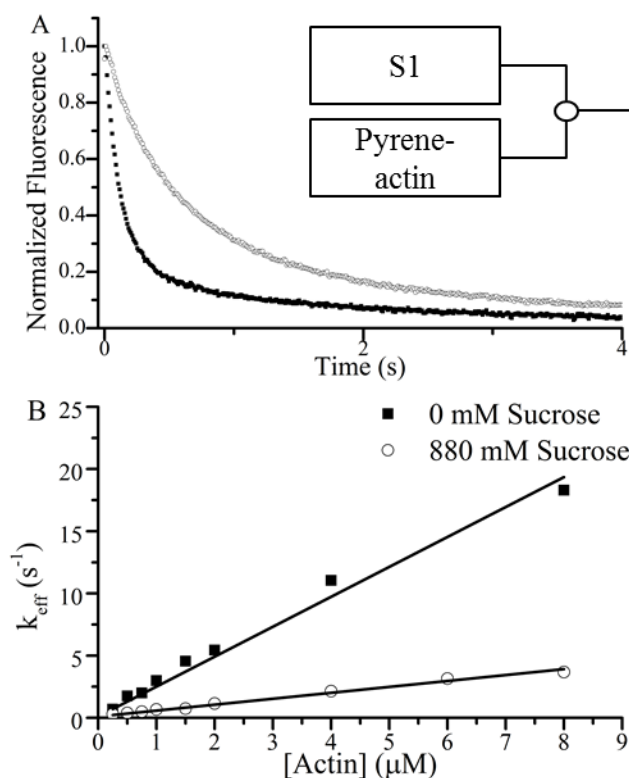 A
Normalized Fluorescence
1.0
0.8
0.6
0.4
0.2
0.0
0
2
4
Time (s)
S1
Pyrene-
actin
B
k_eff (s⁻¹)
25
20
15
10
5
0
■ 0 mM Sucrose
○ 880 mM Sucrose
0 1 2 3 4 5 6 7 8 9
[Actin] (μM)